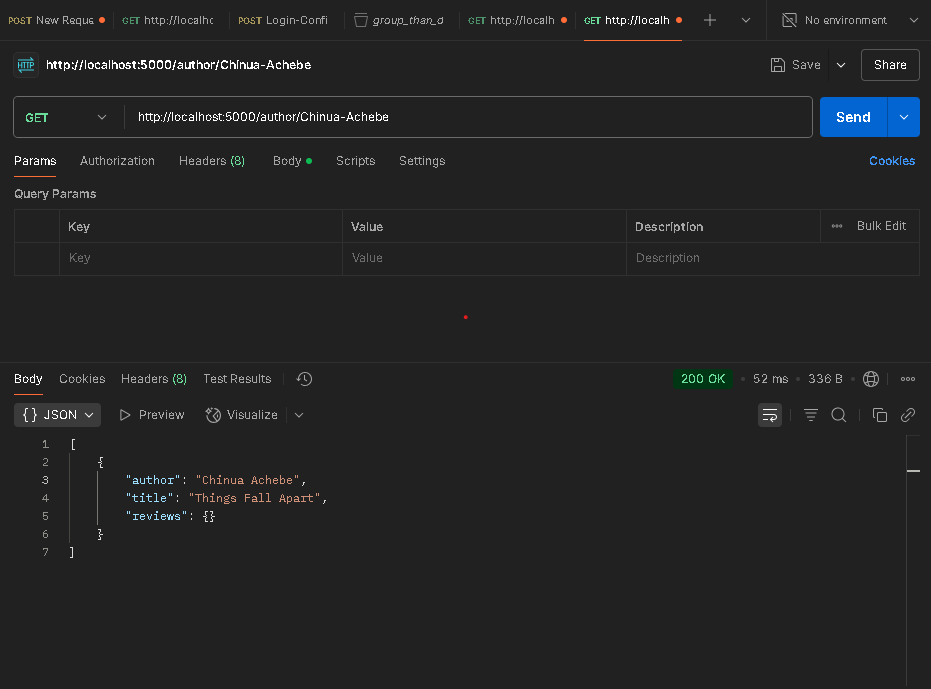 POST New Reque GET http://localho POST Login-Confi group_than_d GET http://localh GET http://localh No environment
HTTP http://localhost:5000/author/Chinua-Achebe Save Share
GET http://localhost:5000/author/Chinua-Achebe Send
Params Authorization Headers (8) Body Scripts Settings Cookies
Query Params
Key Value Description Bulk Edit
Key Value Description
Body Cookies Headers (8) Test Results 200 OK 52 ms 336 B
{} JSON Preview Visualize
1 [
2 {
3 "author": "Chinua Achebe",
4 "title": "Things Fall Apart",
5 "reviews": {}
6 }
7 ]